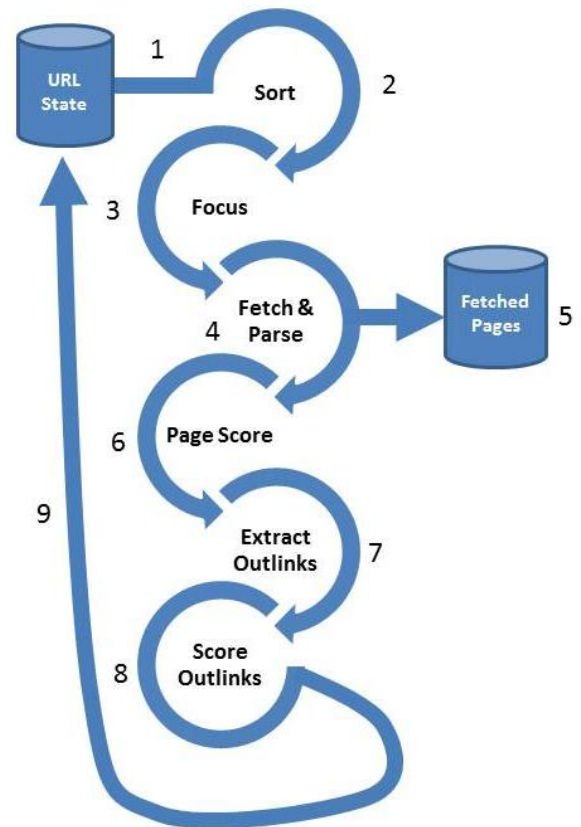 1
URL
State
Sort
2
3
Focus
Fetch &
Parse
4
Fetched
Pages
5
6
Page Score
9
Extract
Outlinks
7
Score
Outlinks
8